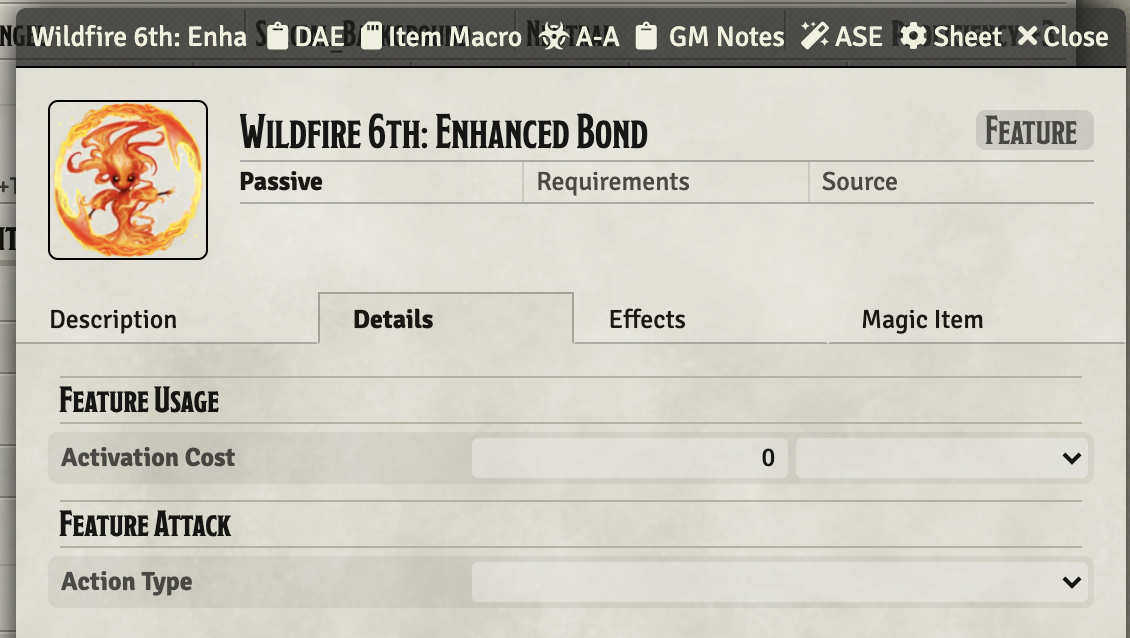 Wildfire 6th: Enha DAE Item Macro A-A GM Notes ASE Sheet Close
Wildfire 6th: Enhanced Bond Feature
Passive Requirements Source
Description Details Effects Magic Item
Feature Usage
Activation Cost 0
Feature Attack
Action Type